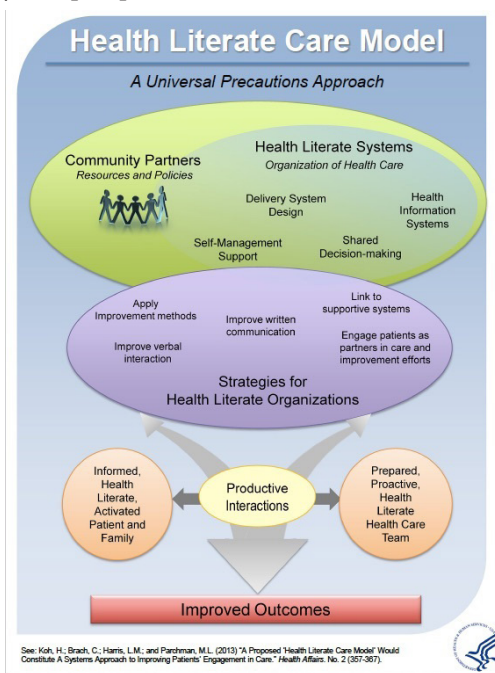 Health Literate Care Model
A Universal Precautions Approach
Community Partners
Resources and Policies
Health Literate Systems
Organization of Health Care
Delivery System
Design
Health
Information
Systems
Self-Management
Support
Shared
Decision-making
Apply
Improvement methods
Improve verbal
interaction
Improve written
communication
Link to
supportive systems
Engage patients as
partners in care and
improvement efforts
Strategies for
Health Literate Organizations
Informed,
Health
Literate,
Activated
Patient and
Family
Productive
Interactions
Prepared,
Proactive,
Health
Literate
Health Care
Team
Improved Outcomes
See: Koh, H.; Brach, C.; Harris, L.M.; and Parchman, M.L. (2013) "A Proposed 'Health Literate Care Model' Would
Constitute A Systems Approach to Improving Patients' Engagement in Care." Health Affairs. No. 2 (357-367).